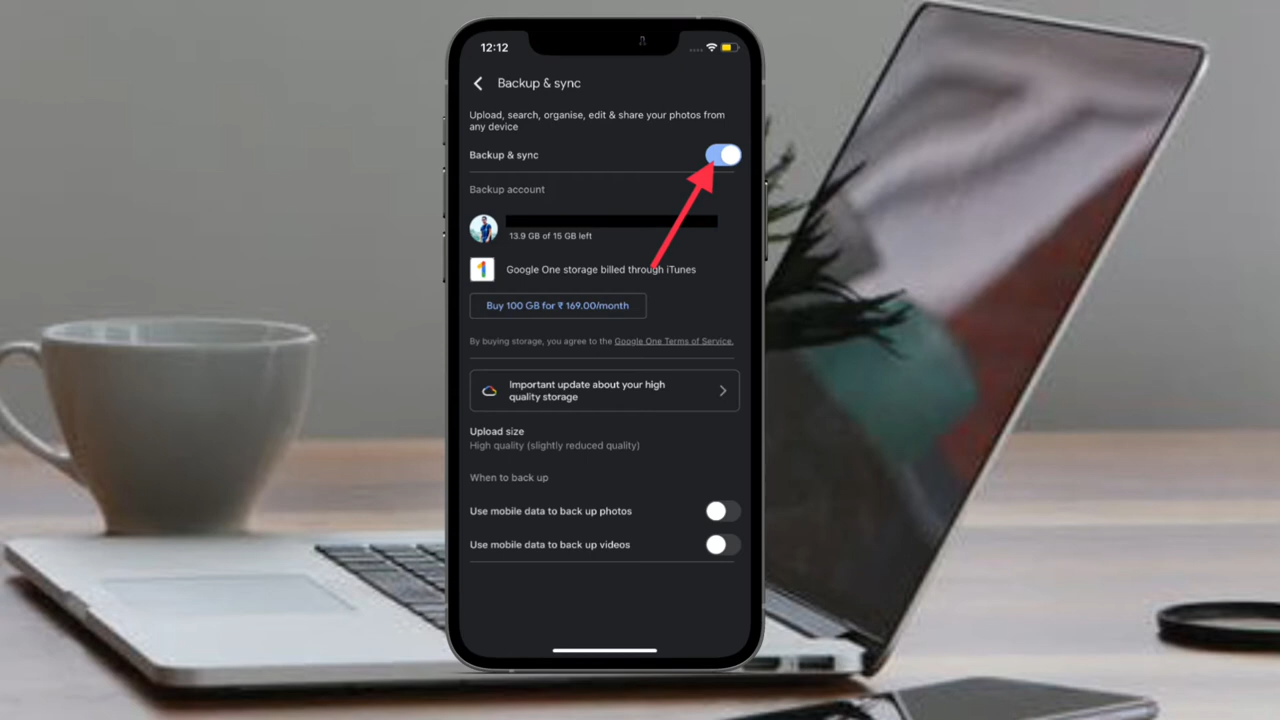 12:12
Backup & sync
Upload, search, organise, edit & share your photos from
any device
Backup & sync
Backup account
13.9 GB of 15 GB left
1
Google One storage billed through iTunes
Buy 100 GB for ₹ 169.00/month
By buying storage, you agree to the Google One Terms of Service.
Important update about your high
quality storage
Upload size
High quality (slightly reduced quality)
When to back up
Use mobile data to back up photos
Use mobile data to back up videos